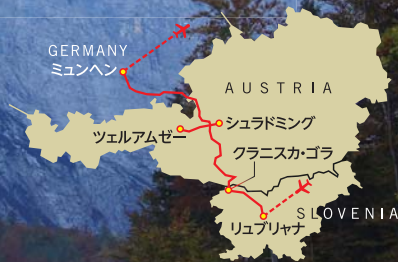 GERMANY
ミュンヘン
AUSTRIA
ツェルアムゼー
シュラドミング
クラニスカ・ゴラ
SLOVENIA
リュブリャナ